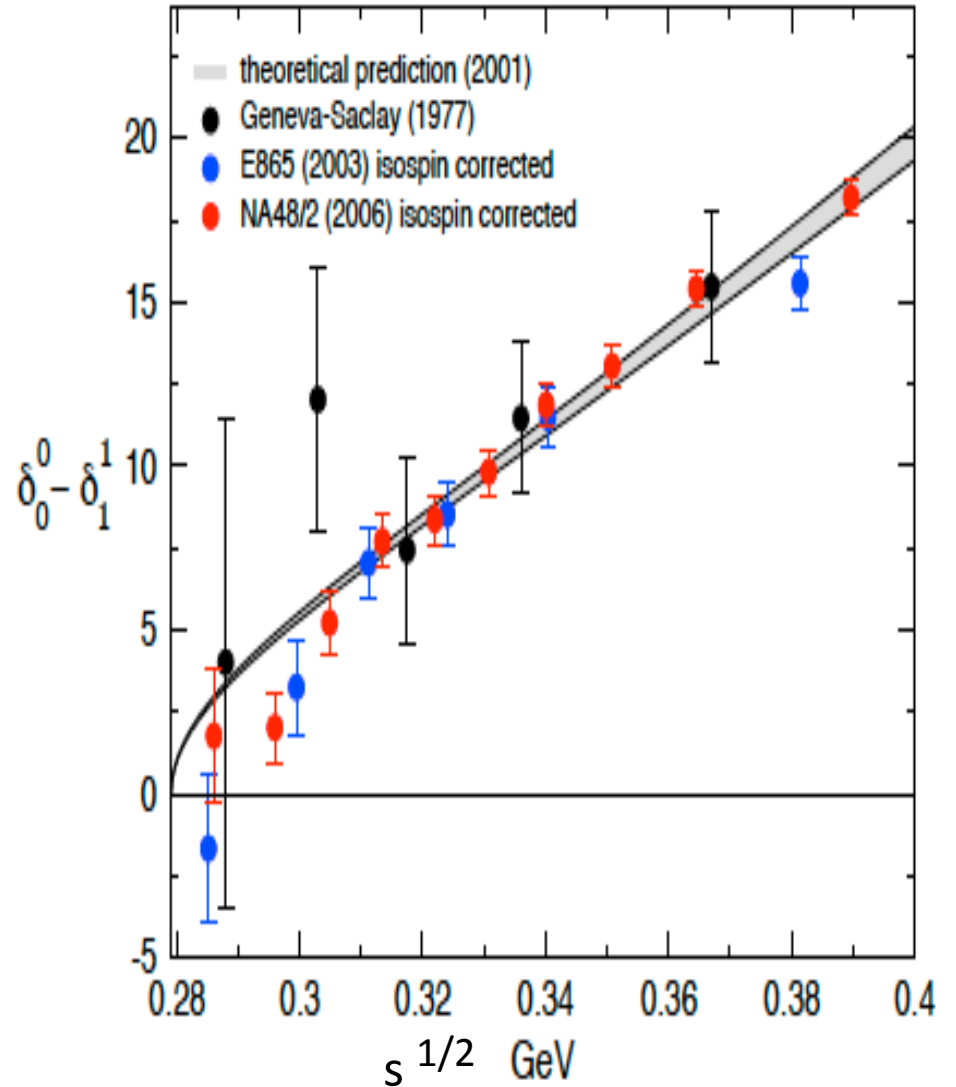 theoretical prediction (2001)
Geneva-Saclay (1977)
E865 (2003) isospin corrected
NA48/2 (2006) isospin corrected
20
15
10
5
0
-5
δ₀⁰ – δ₁¹
0.28 0.3 0.32 0.34 0.36 0.38 0.4
s 1/2 GeV